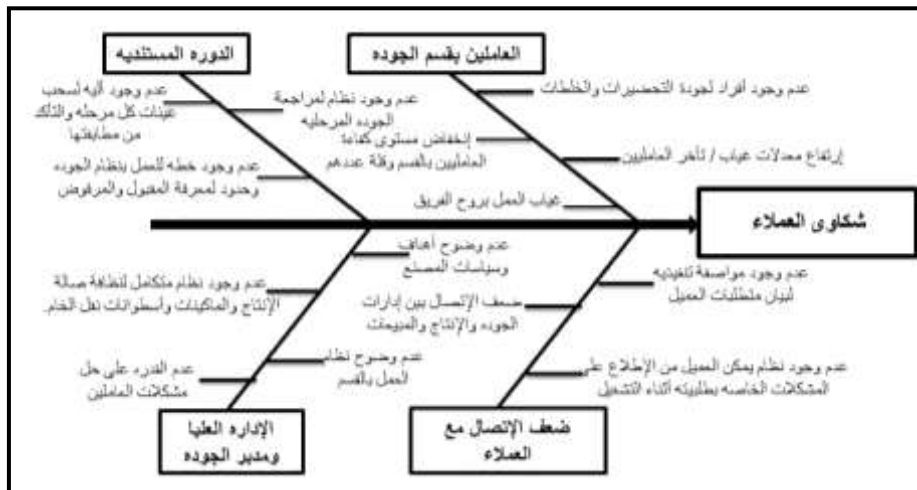 العاملين بقسم الجوده
الدوره المستنديه
عدم وجود أفراد لجودة التحضيرات والخلطات
إرتفاع معدلات غياب / تأخر العامليين
إنخفاض مستوى كفاءة
العامليين بالقسم وقلة عددهم
غياب العمل بروح الفريق
عدم وجود نظام لمراجعة
الجوده المرحليه
عدم وجود آليه لسحب
عينات كل مرحله والتأكد
من مطابقتها
عدم وجود خطه للعمل بنظام الجوده
وحدود لمعرفة المقبول والمرفوض
شكاوى العملاء
عدم وجود مواصفة تنفيذيه
لبيان متطلبات العميل
ضعف الإتصال بين إدارات
الجوده والإنتاج والمبيعات
عدم وجود نظام يمكن العميل من الإطلاع على
المشكلات الخاصه بطلبيته أثناء التشغيل
ضعف الإتصال مع
العملاء
عدم وضوح أهداف
وسياسات المصنع
عدم وجود نظام متكامل لنظافة صالة
الإنتاج والماكينات وأسطوانات نقل الخام.
عدم وضوح نظام
العمل بالقسم
عدم القدره على حل
مشكلات العاملين
الإداره العليا
ومدير الجوده